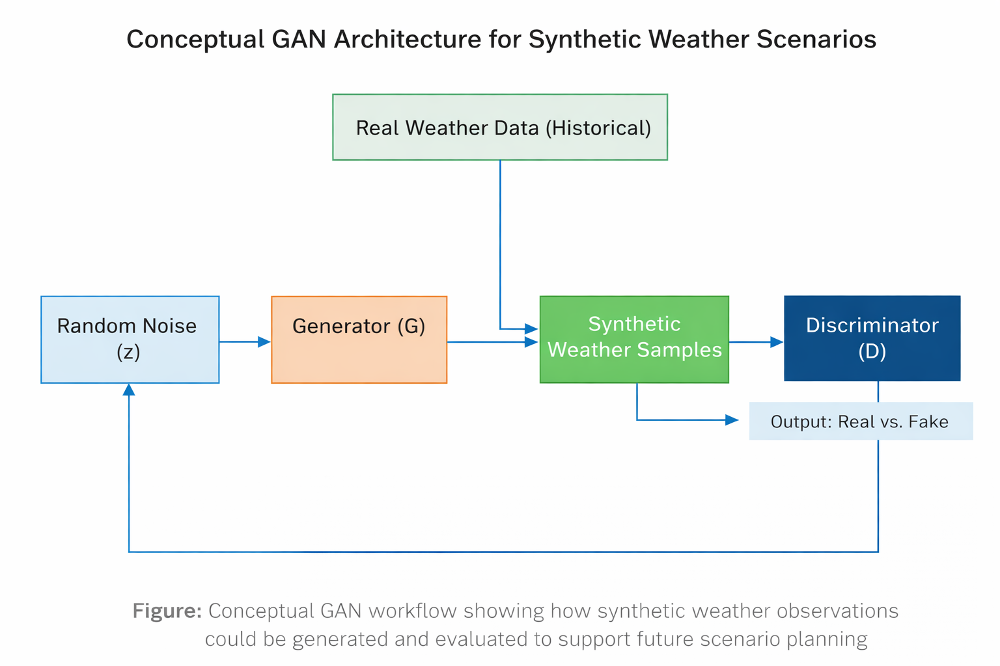 Conceptual GAN Architecture for Synthetic Weather Scenarios
Real Weather Data (Historical)
Random Noise
(z)
Generator (G)
Synthetic
Weather Samples
Discriminator
(D)
Output: Real vs. Fake
Figure: Conceptual GAN workflow showing how synthetic weather observations
could be generated and evaluated to support future scenario planning